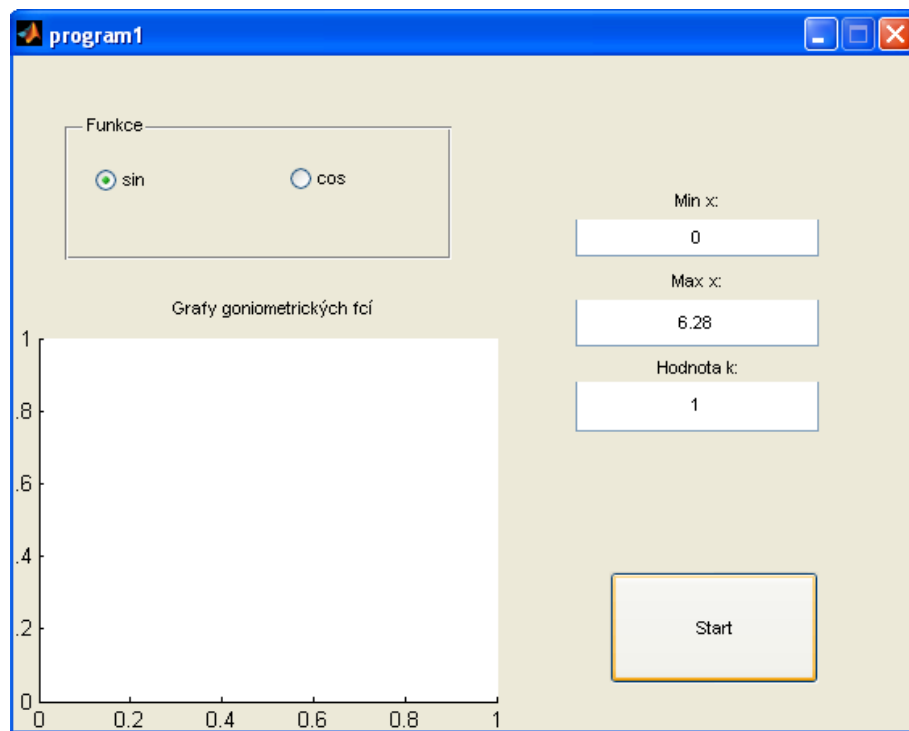 program1
Funkce
sin cos
Min x:
0
Max x:
6.28
Hodnota k:
1
Grafy goniometrických fcí
1
.8
.6
.4
.2
0
0 0.2 0.4 0.6 0.8 1
Start